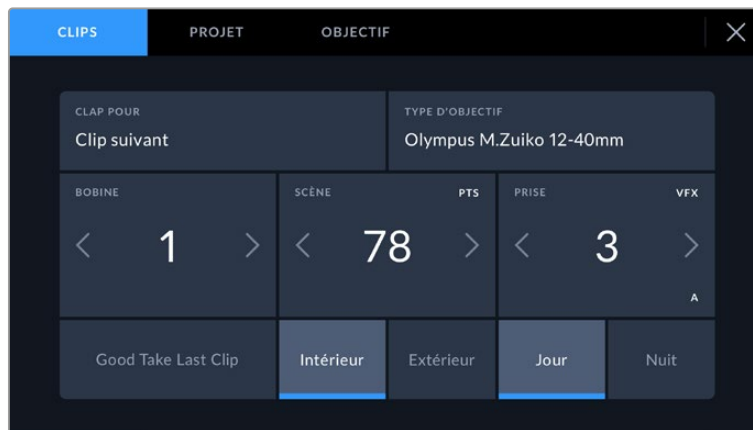 CLIPS PROJET OBJECTIF
CLAP POUR TYPE D'OBJECTIF
Clip suivant Olympus M.Zuiko 12-40mm
BOBINE SCÈNE PTS PRISE VFX
1 78 3
A
Good Take Last Clip Intérieur Extérieur Jour Nuit